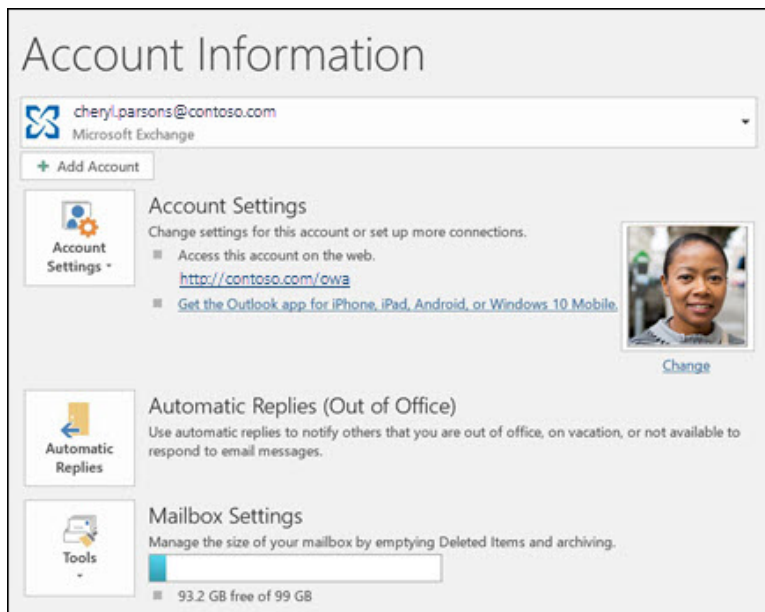 Account Information
cheryl.parsons@contoso.com
Microsoft Exchange
+ Add Account
Account
Settings
Account Settings
Change settings for this account or set up more connections.
Access this account on the web.
http://contoso.com/owa
Get the Outlook app for iPhone, iPad, Android, or Windows 10 Mobile.
Change
Automatic
Replies
Automatic Replies (Out of Office)
Use automatic replies to notify others that you are out of office, on vacation, or not available to
respond to email messages.
Tools
Mailbox Settings
Manage the size of your mailbox by emptying Deleted Items and archiving.
93.2 GB free of 99 GB